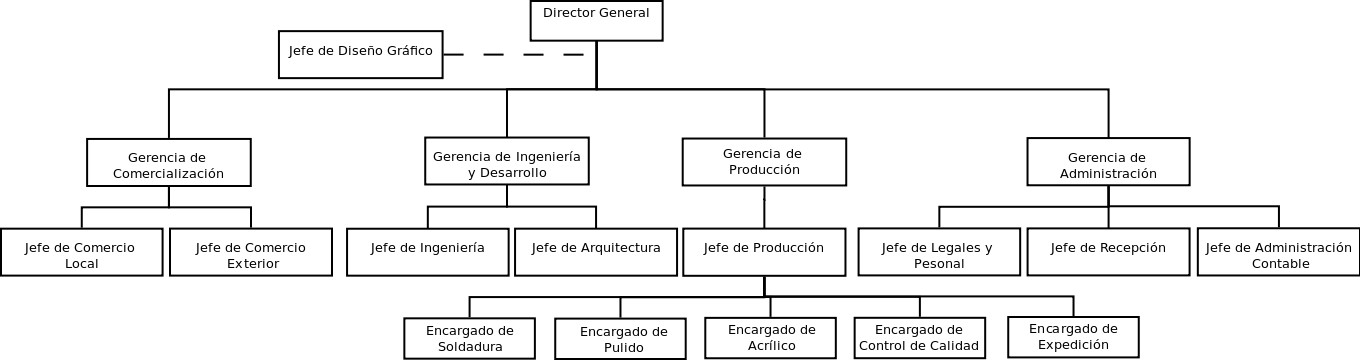 Director General
Jefe de Diseño Gráfico
Gerencia de
Comercialización
Gerencia de Ingeniería
y Desarrollo
Gerencia de
Producción
Gerencia de
Administración
Jefe de Comercio
Local
Jefe de Comercio
Exterior
Jefe de Ingeniería
Jefe de Arquitectura
Jefe de Producción
Jefe de Legales y
Pesonal
Jefe de Recepción
Jefe de Administración
Contable
Encargado de
Soldadura
Encargado de
Pulido
Encargado de
Acrílico
Encargado de
Control de Calidad
Encargado de
Expedición